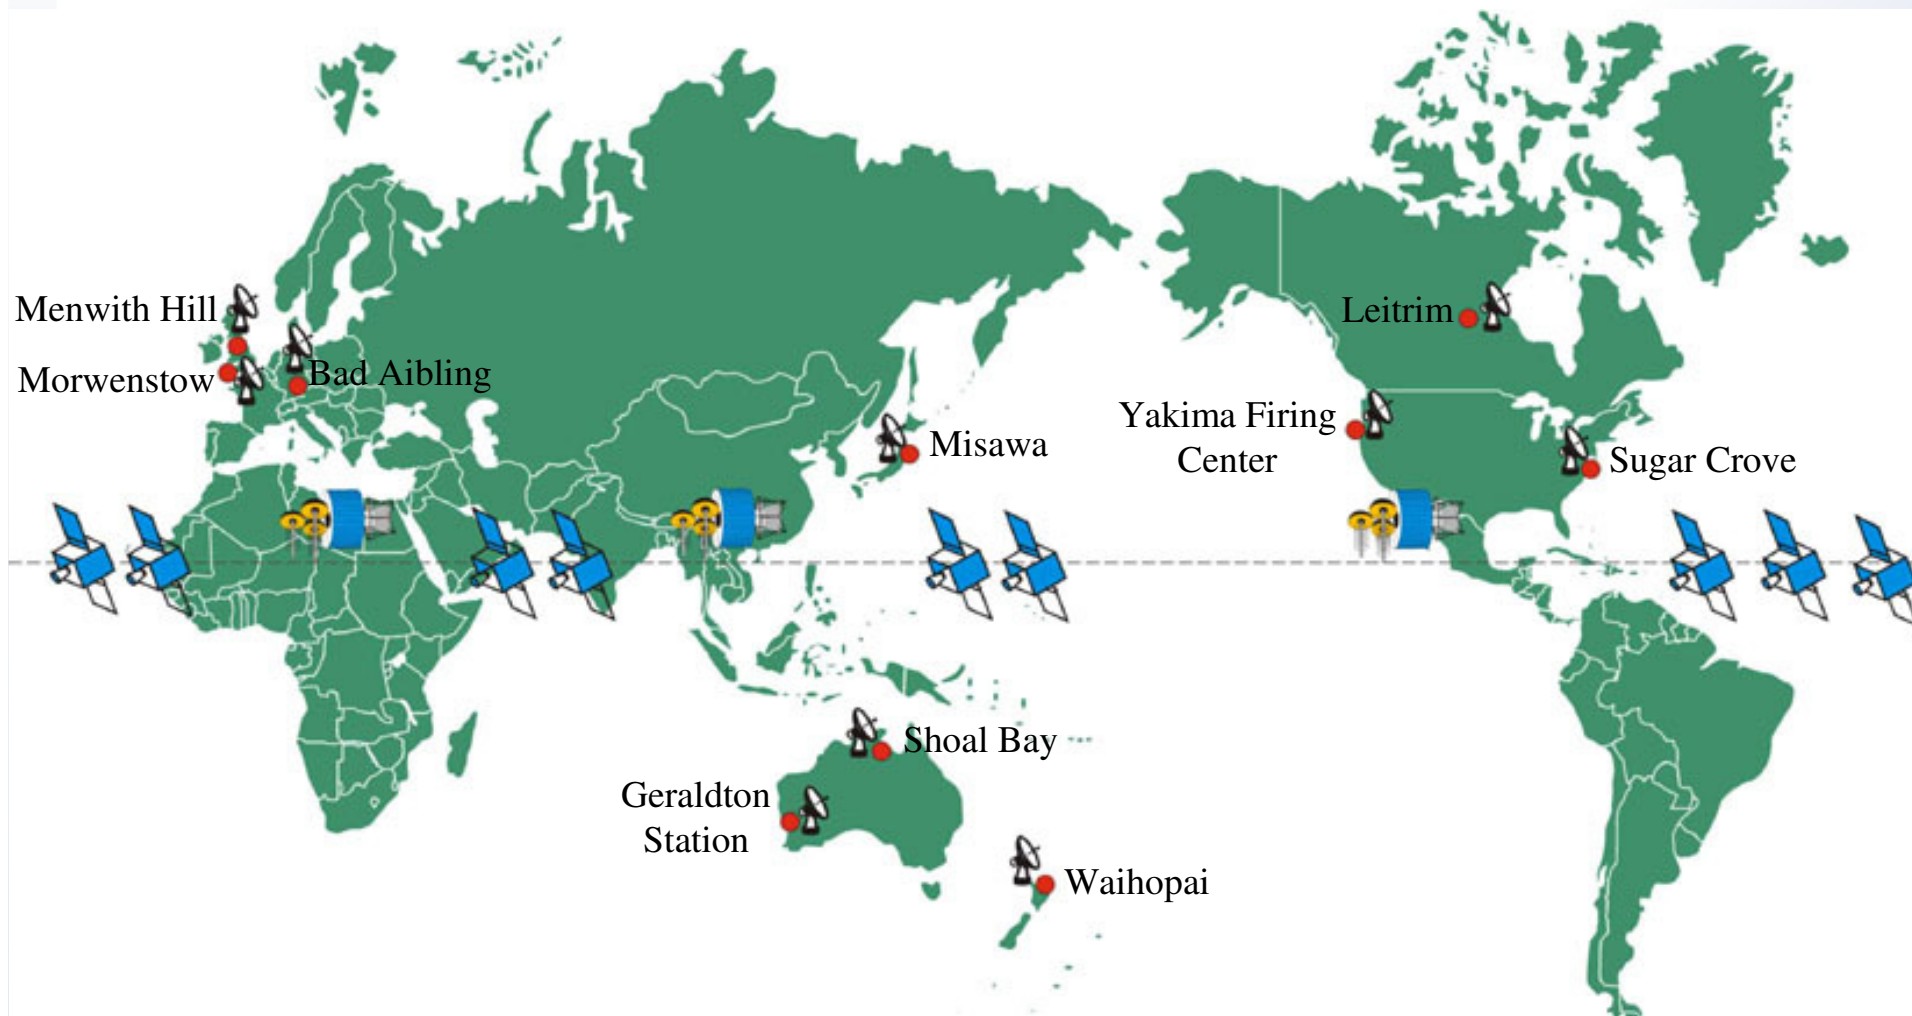 Menwith Hill
Morwenstow
Bad Aibling
Misawa
Leitrim
Yakima Firing
Center
Sugar Crove
Shoal Bay
Geraldton
Station
Waihopai